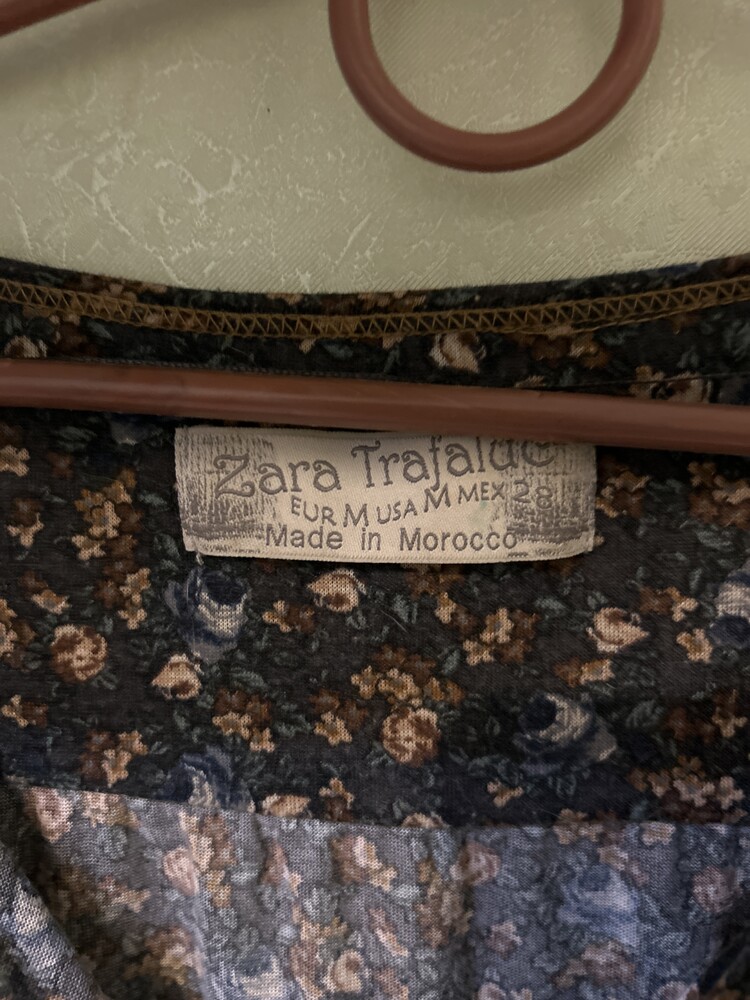 Zara Trafaluc
EUR M USA M MEX 28
Made in Morocco